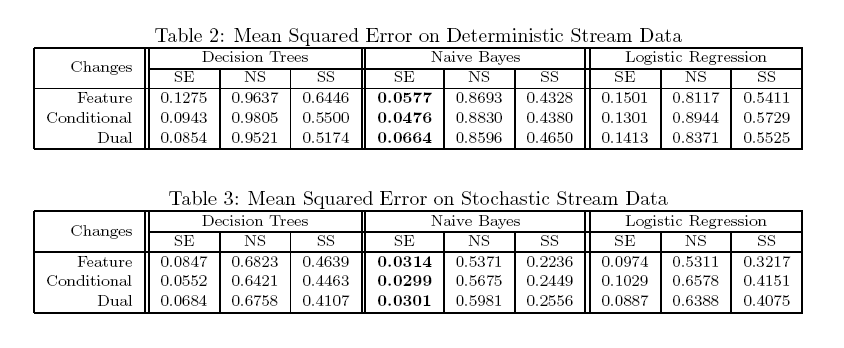 Table 2: Mean Squared Error on Deterministic Stream Data
Changes Decision Trees Naive Bayes Logistic Regression
SE NS SS SE NS SS SE NS SS
Feature 0.1275 0.9637 0.6446 0.0577 0.8693 0.4328 0.1501 0.8117 0.5411
Conditional 0.0943 0.9805 0.5500 0.0476 0.8830 0.4380 0.1301 0.8944 0.5729
Dual 0.0854 0.9521 0.5174 0.0664 0.8596 0.4650 0.1413 0.8371 0.5525
Table 3: Mean Squared Error on Stochastic Stream Data
Changes Decision Trees Naive Bayes Logistic Regression
SE NS SS SE NS SS SE NS SS
Feature 0.0847 0.6823 0.4639 0.0314 0.5371 0.2236 0.0974 0.5311 0.3217
Conditional 0.0552 0.6421 0.4463 0.0299 0.5675 0.2449 0.1029 0.6578 0.4151
Dual 0.0684 0.6758 0.4107 0.0301 0.5981 0.2556 0.0887 0.6388 0.4075